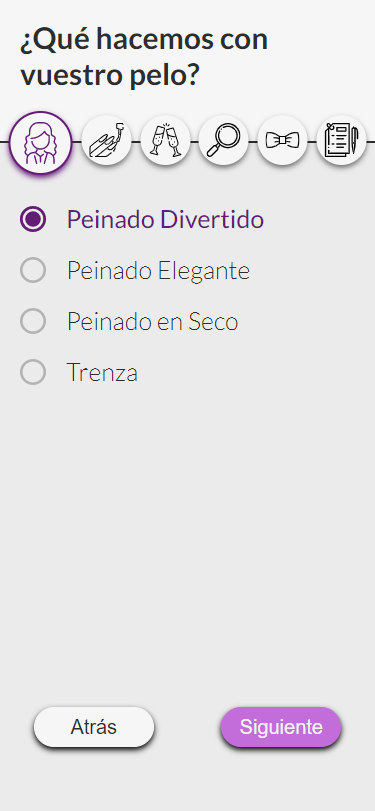 ¿Qué hacemos con
vuestro pelo?
Peinado Divertido
Peinado Elegante
Peinado en Seco
Trenza
Atrás
Siguiente